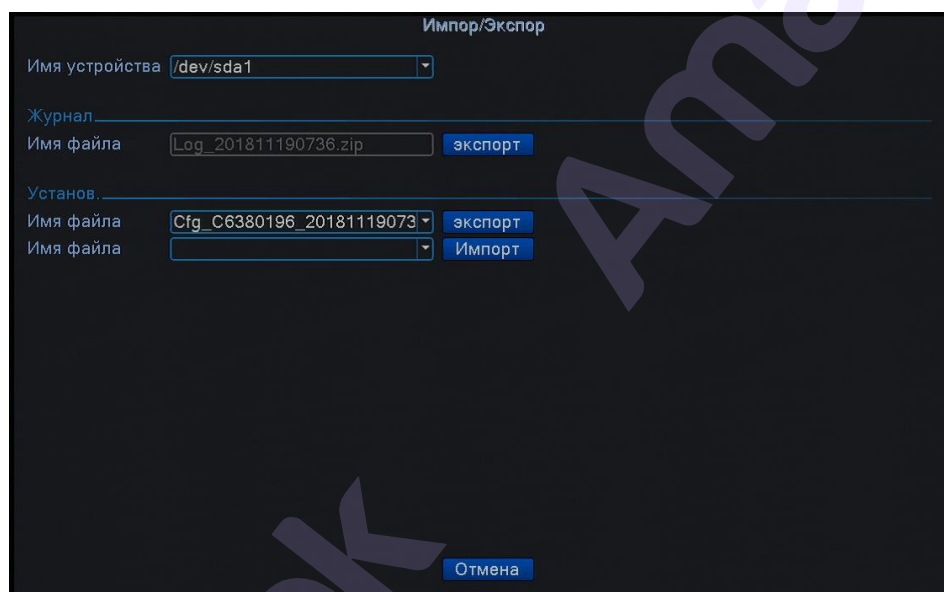 Импор/Экспор
Имя устройства /dev/sda1
Журнал
Имя файла Log_201811190736.zip экспорт
Установ.
Имя файла Cfg_C6380196_20181119073 экспорт
Имя файла Импорт
Отмена